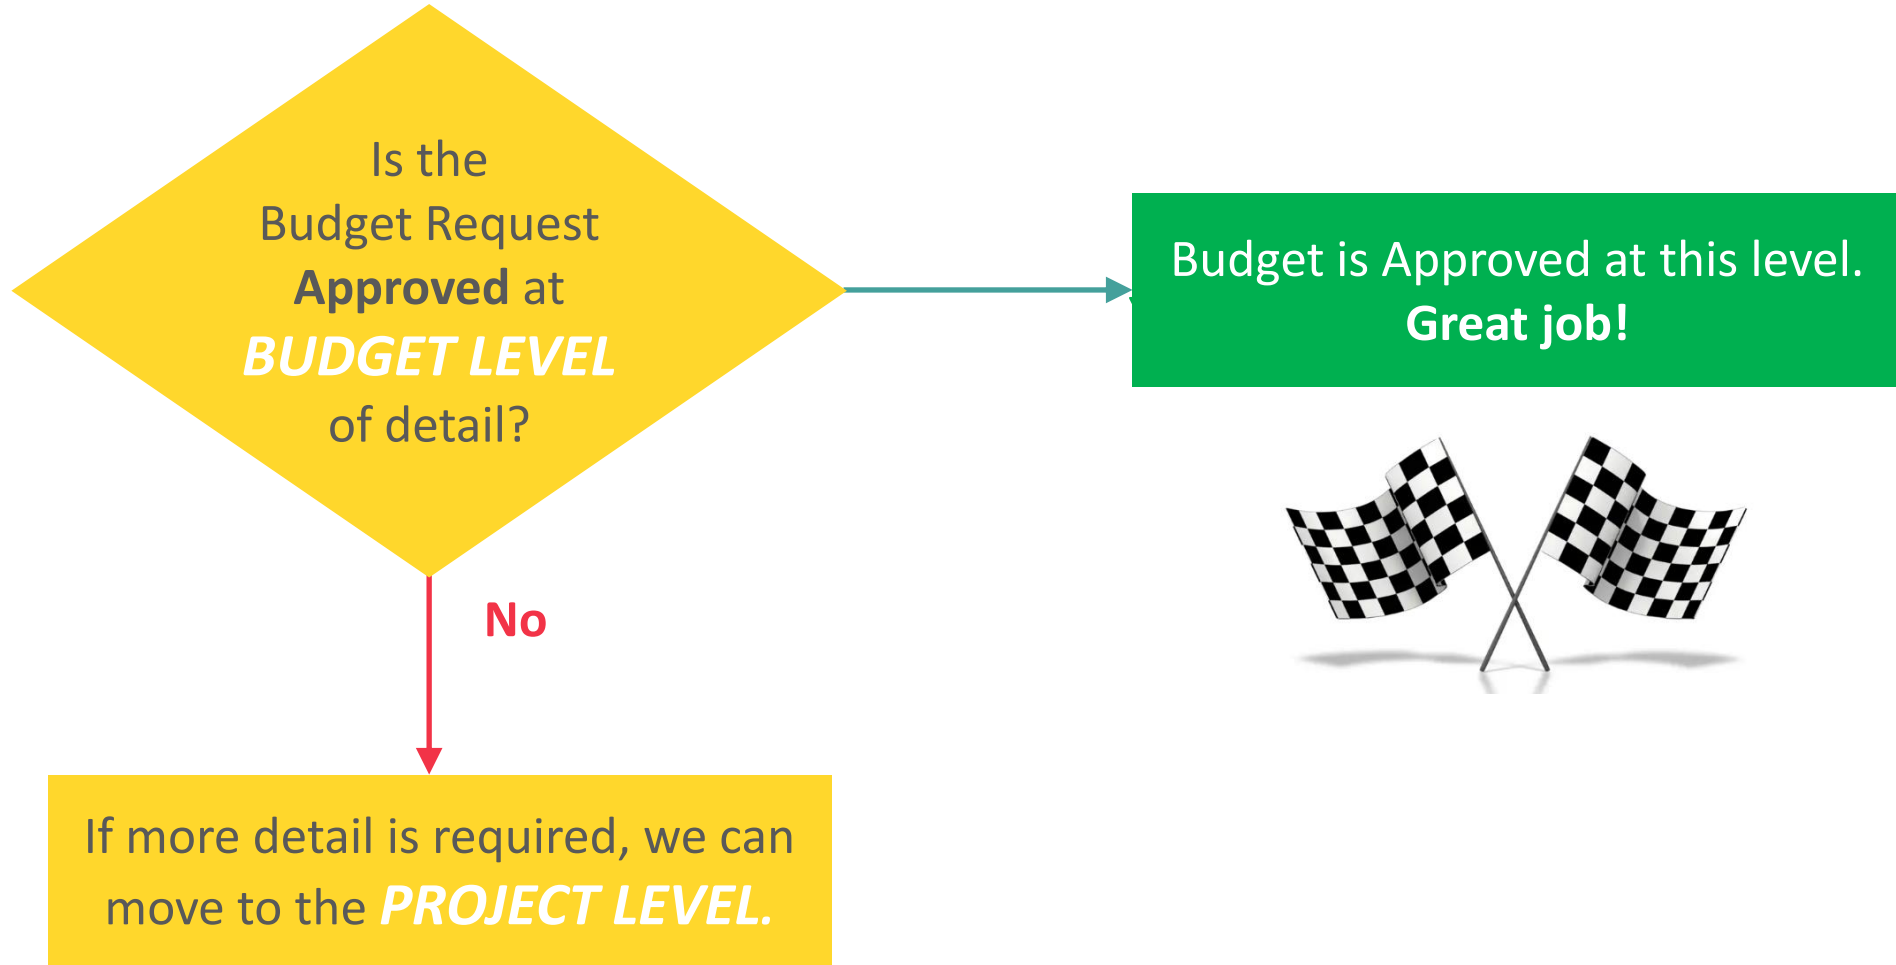 Is the
Budget Request
Approved at
BUDGET LEVEL
of detail?
Budget is Approved at this level.
Great job!
No
If more detail is required, we can
move to the PROJECT LEVEL.